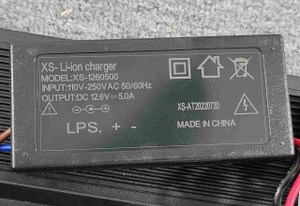 XS- Li-ion charger
MODEL:XS-1260500
INPUT:110V-250VAC 50/60Hz
OUTPUT:DC 12.6V⎓5.0A
XS-AT20220720
LPS. + -
MADE IN CHINA